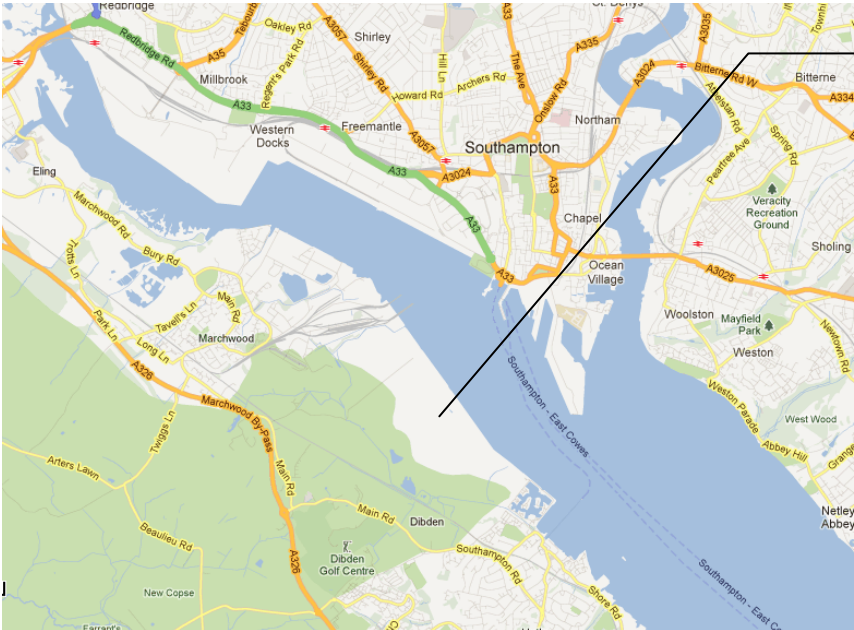 Redbridge
St. Denys
Oakley Rd
A3057
A33
A3035
Redbridge Rd
A35
Shirley
A335
Millbrook
Regent's Park Rd
Shirley Rd
Hill Ln
The Ave
A3024
Bitterne Rd W
Bitterne
Archers Rd
Howard Rd
Onslow Rd
A334
A33
Athelstan Rd
Western
Docks
Freemantle
Northam
Spring Rd
A3057
Southampton
Peartree Ave
Eling
A33
A3024
A33
Veracity
Recreation
Ground
Marchwood Rd
A33
Chapel
Sholing
Trotts Ln
Bury Rd
A33
Ocean
Village
A3025
Main Rd
Tavell's Ln
Park Ln
Woolston
Mayfield
Park
Long Ln
Marchwood
Newtown Rd
Weston
A326
Southampton - East Cowes
Weston Parade
Marchwood By-Pass
Twiggs Ln
West Wood
Abbey Hill
Arters Lawn
Main Rd
Netley
Abbey
Main Rd
Dibden
Beaulieu Rd
Southampton Rd
A326
Dibden
Golf Centre
New Copse
Shore Rd